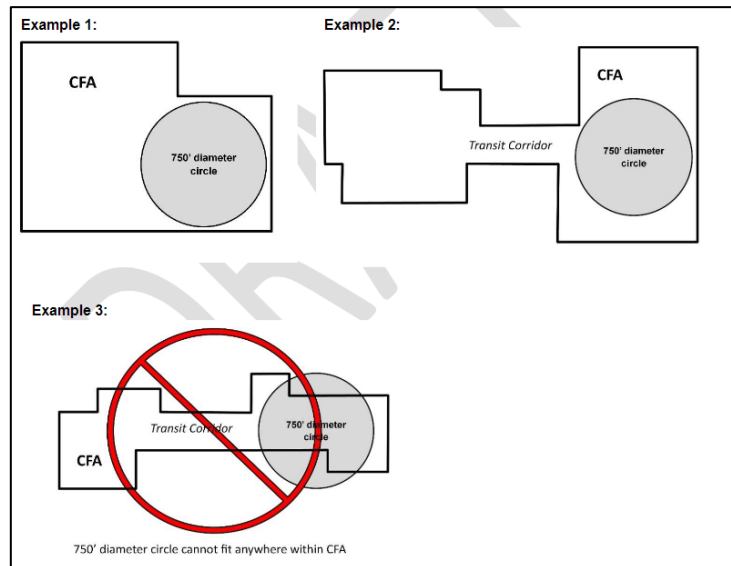 Example 1:
CFA
750' diameter
circle
Example 2:
CFA
Transit Corridor
750' diameter
circle
Example 3:
Transit Corridor
750' diameter
circle
CFA
750' diameter circle cannot fit anywhere within CFA